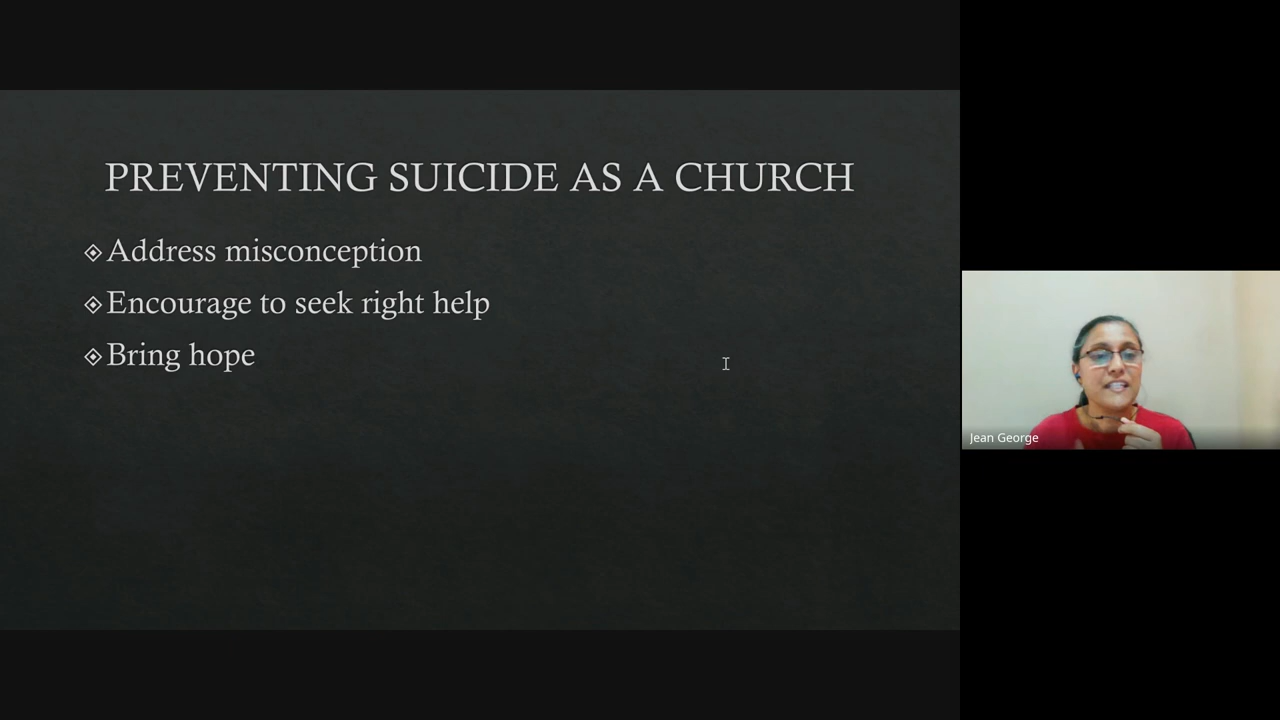 PREVENTING SUICIDE AS A CHURCH
Address misconception
Encourage to seek right help
Bring hope
Jean George